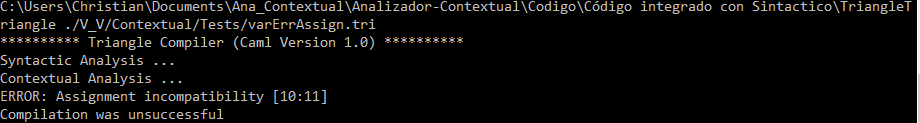 C:\Users\Christian\Documents\Ana_Contextual\Analizador-Contextual\Codigo\Código integrado con Sintactico\TriangleT
riangle ./V_V/Contextual/Tests/varErrAssign.tri
********** Triangle Compiler (Caml Version 1.0) **********
Syntactic Analysis ...
Contextual Analysis ...
ERROR: Assignment incompatibility [10:11]
Compilation was unsuccessful